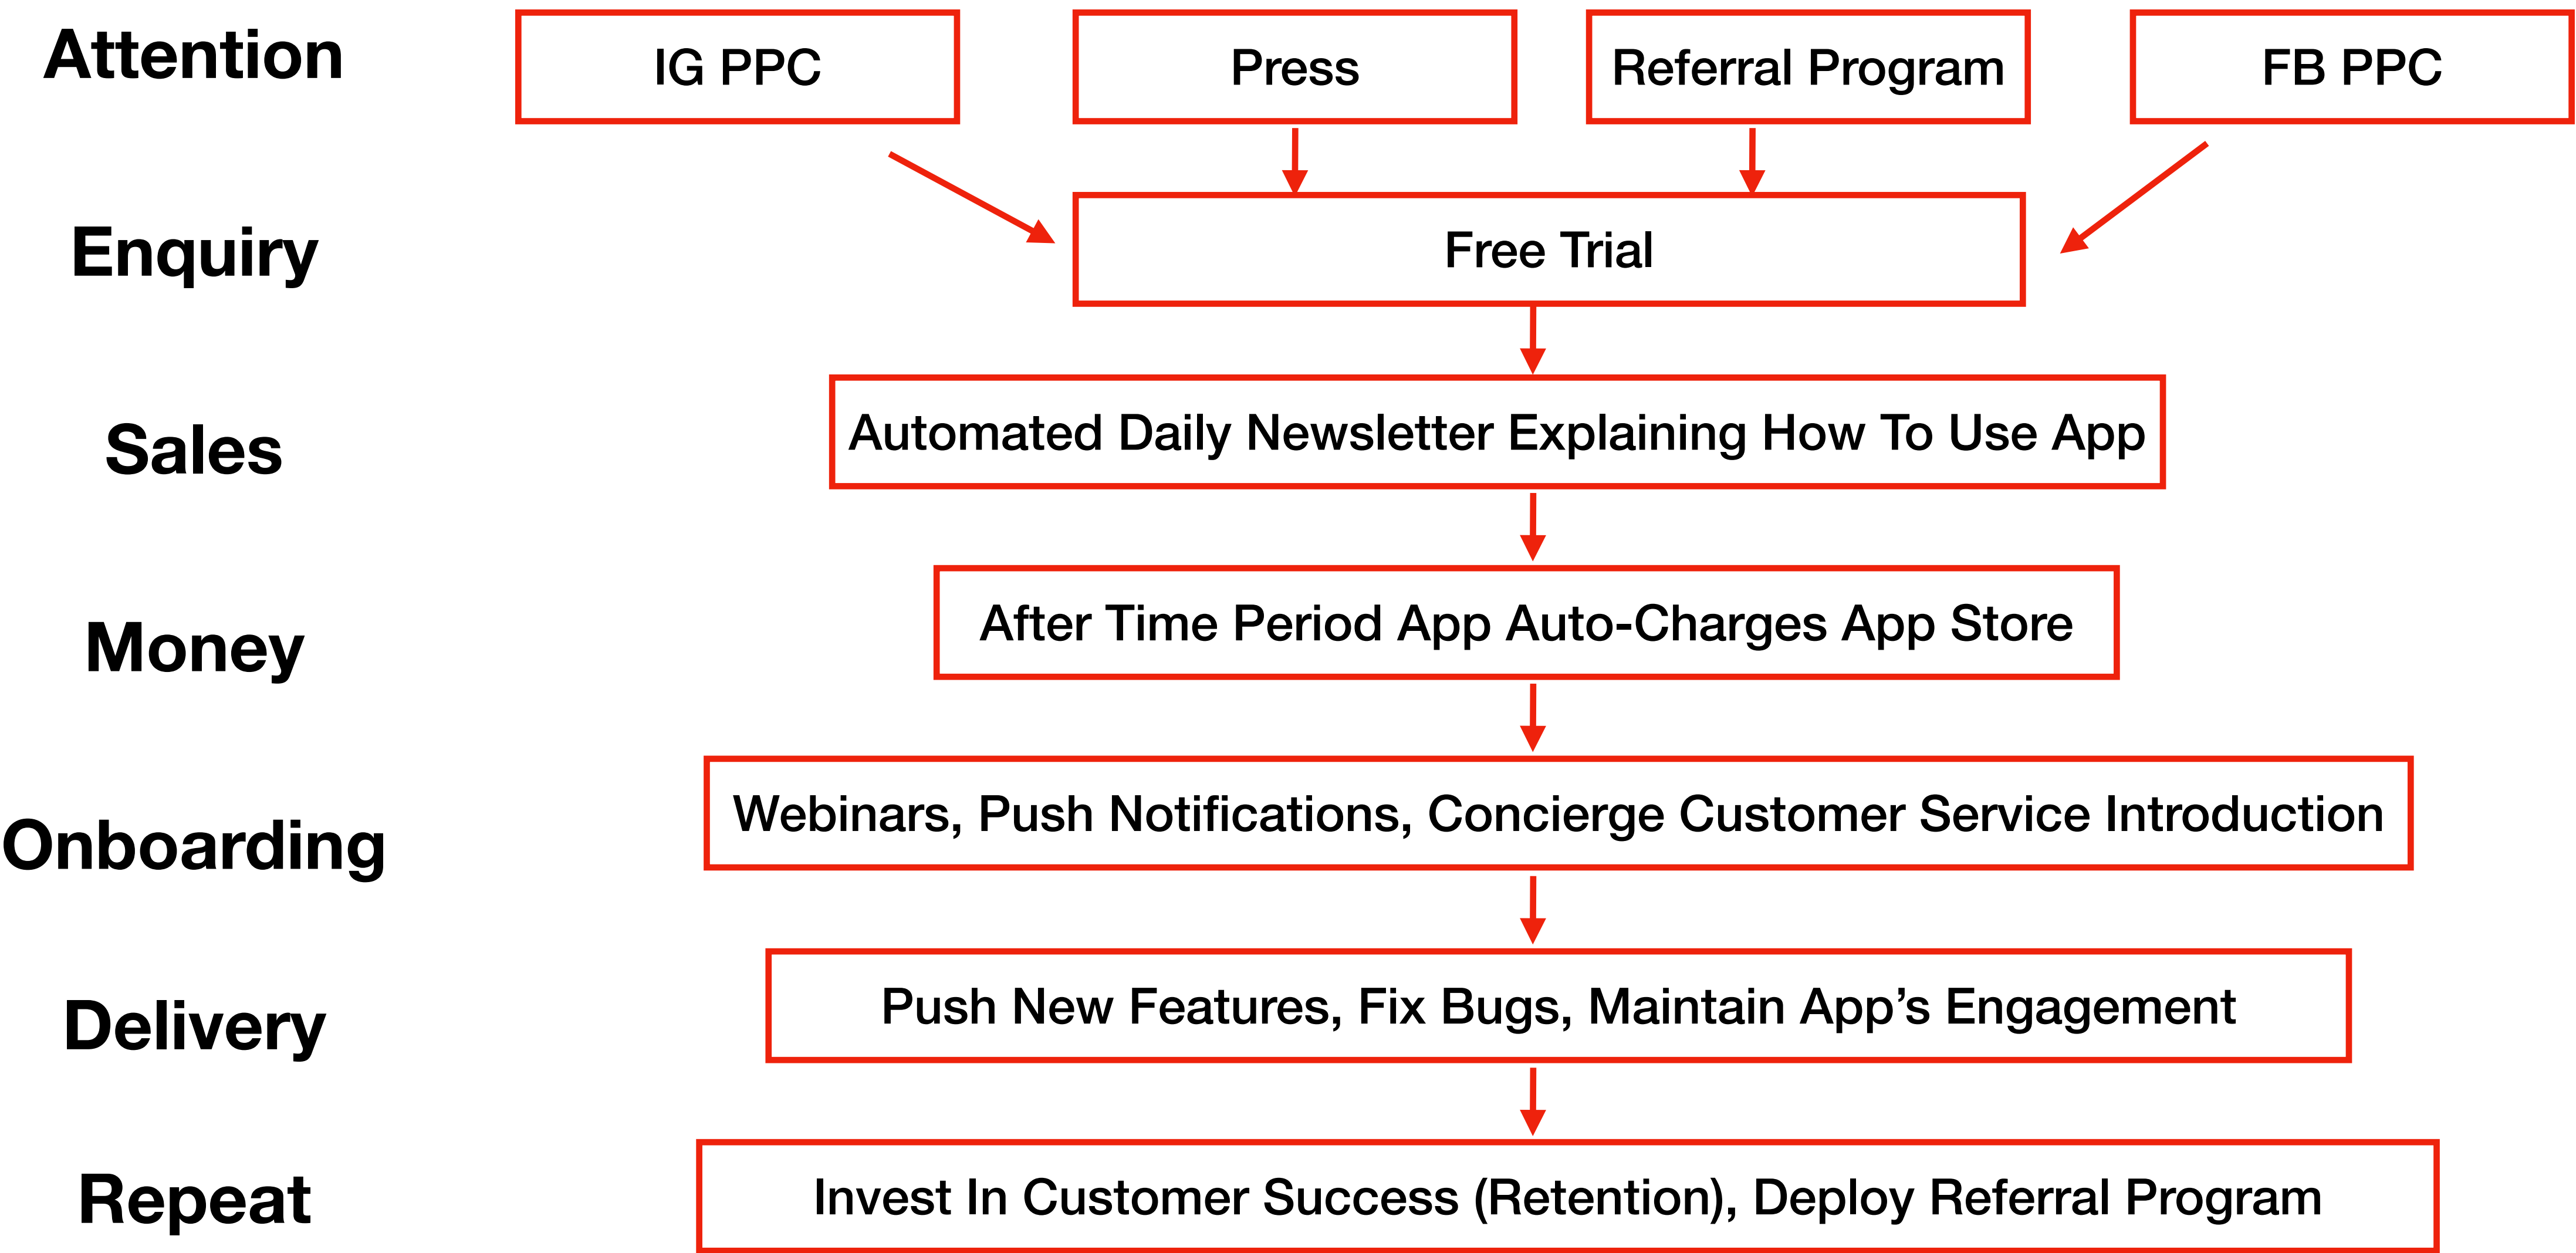 Attention
IG PPC
Press
Referral Program
FB PPC
Enquiry
Free Trial
Sales
Automated Daily Newsletter Explaining How To Use App
Money
After Time Period App Auto-Charges App Store
Onboarding
Webinars, Push Notifications, Concierge Customer Service Introduction
Delivery
Push New Features, Fix Bugs, Maintain App’s Engagement
Repeat
Invest In Customer Success (Retention), Deploy Referral Program